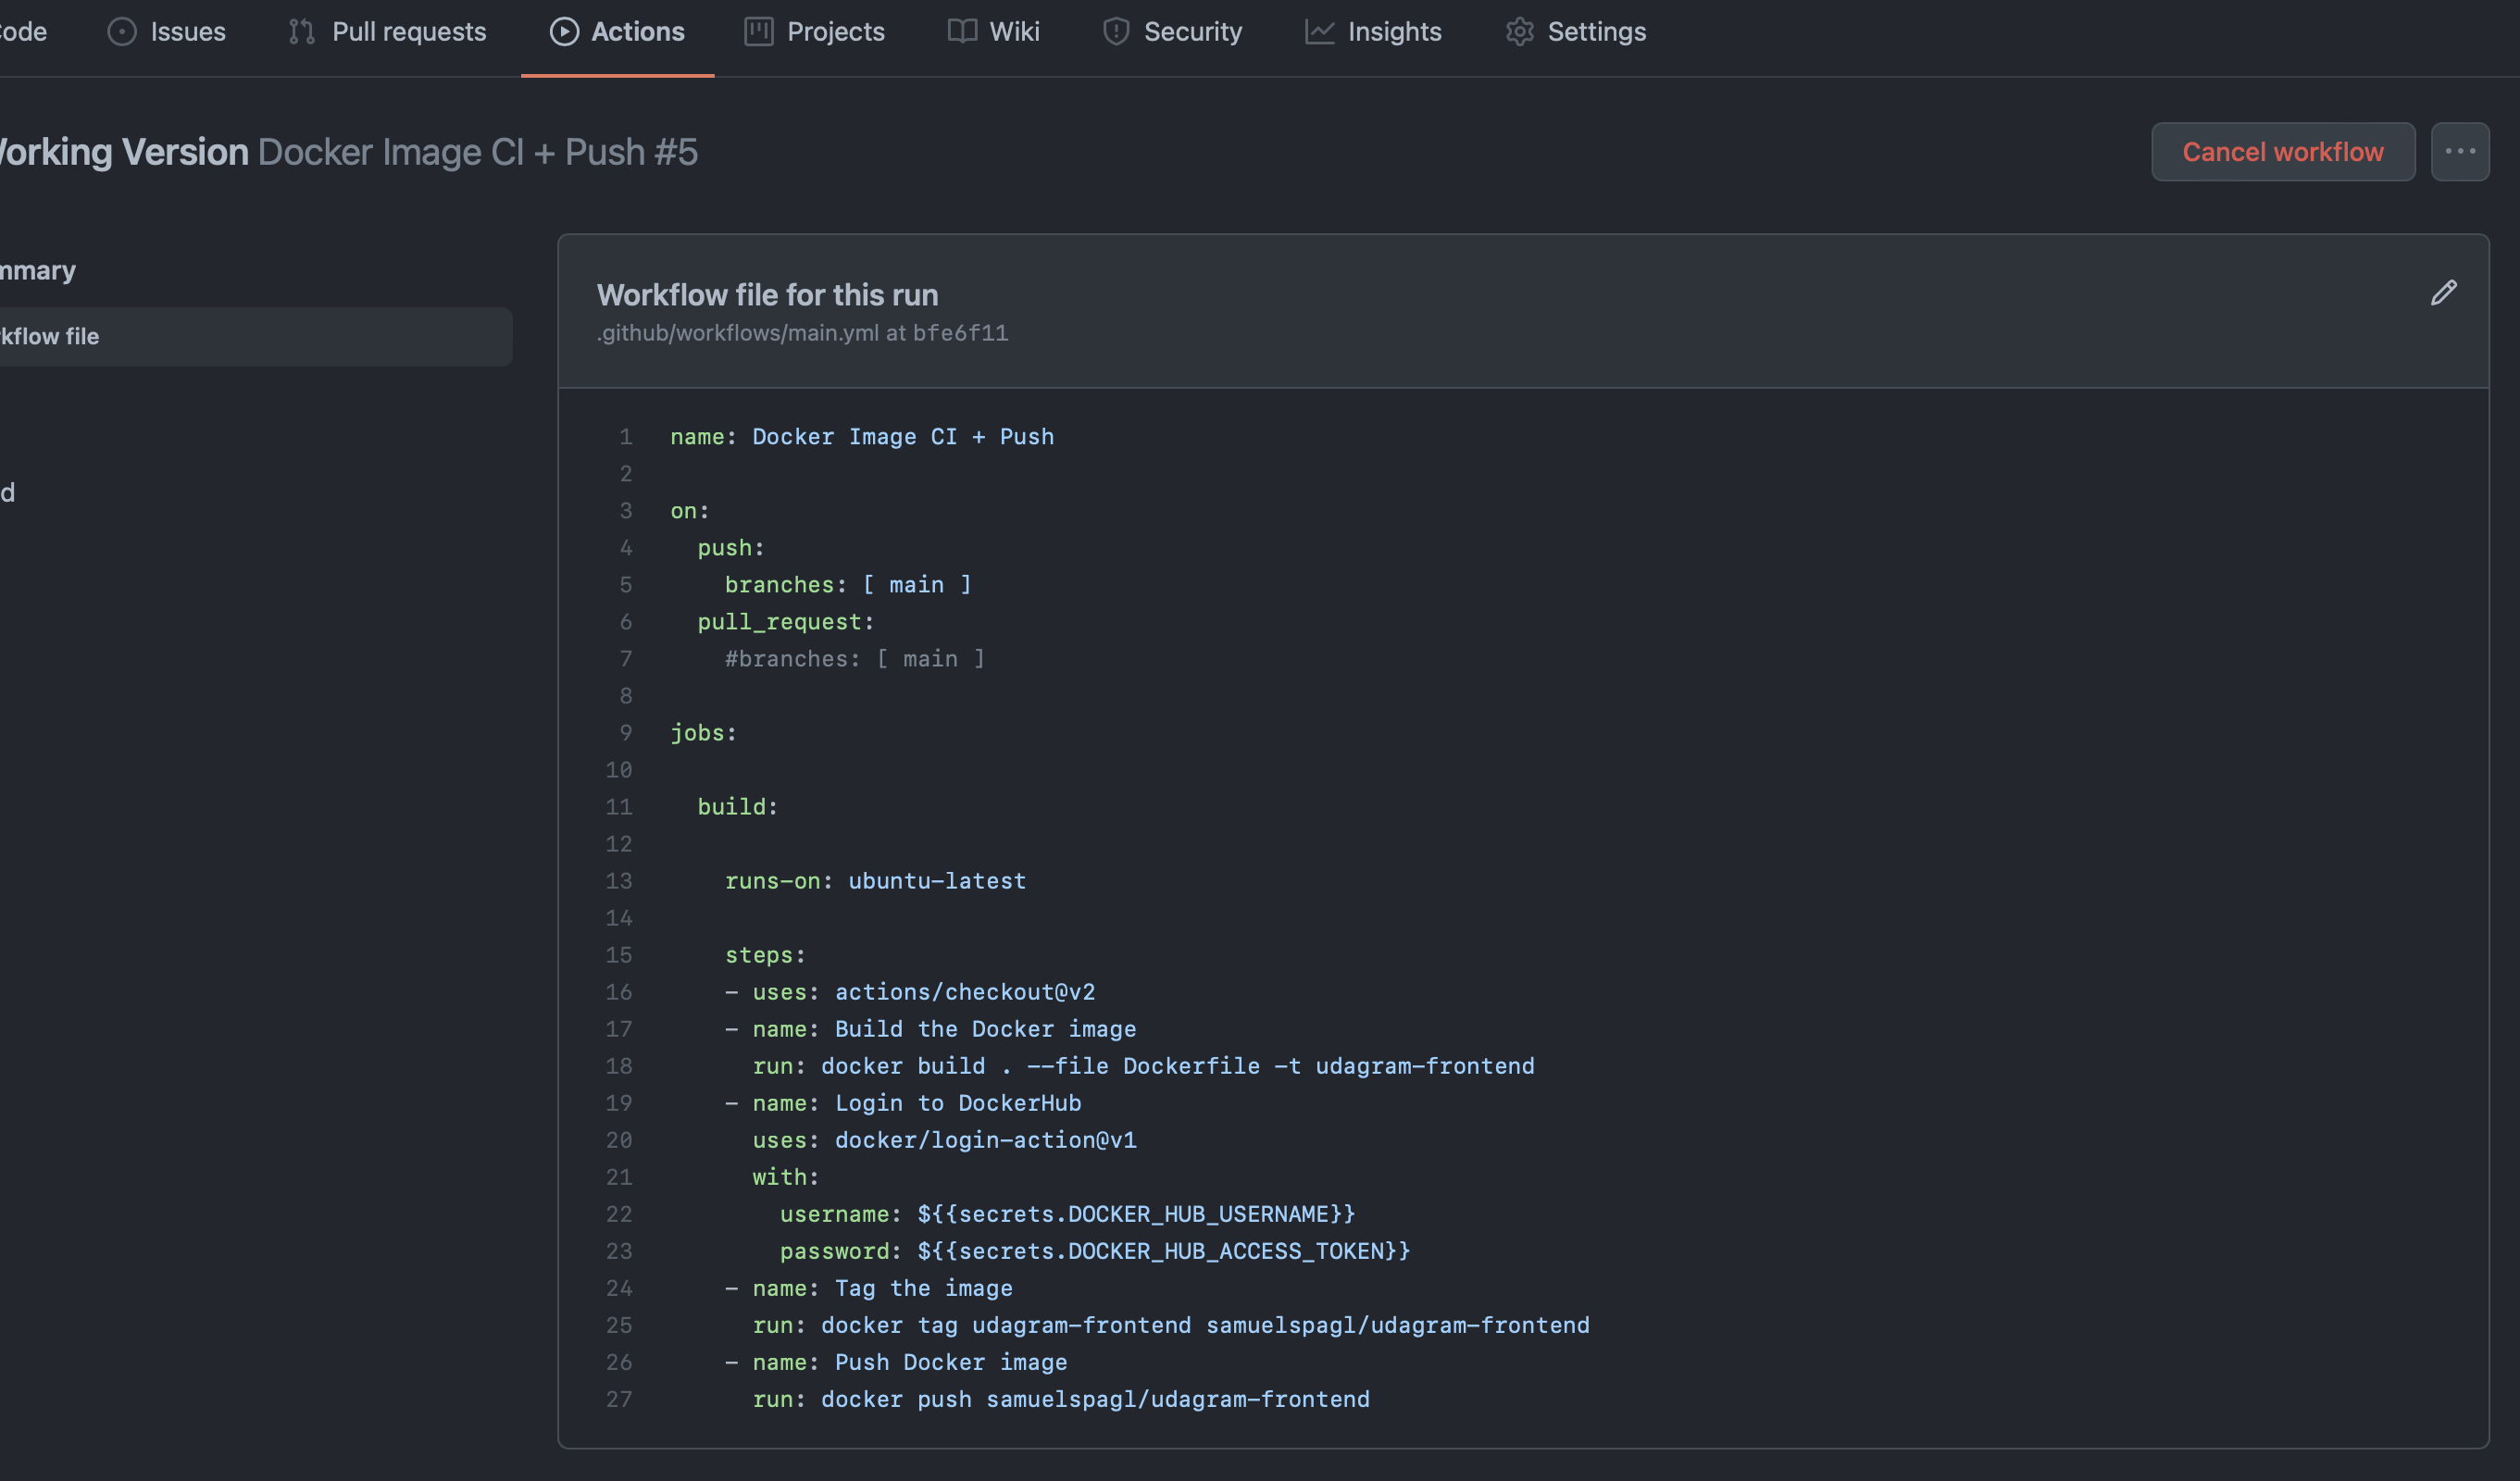 Issues Pull requests Actions Projects Wiki Security Insights Settings
Version Docker Image CI + Push #5
Cancel workflow
Workflow file for this run
.github/workflows/main.yml at bfe6f11
file
1 name: Docker Image CI + Push
2
3 on:
4 push:
5 branches: [ main ]
6 pull_request:
7 #branches: [ main ]
8
9 jobs:
10
11 build:
12
13 runs-on: ubuntu-latest
14
15 steps:
16 - uses: actions/checkout@v2
17 - name: Build the Docker image
18 run: docker build . --file Dockerfile -t udagram-frontend
19 - name: Login to DockerHub
20 uses: docker/login-action@v1
21 with:
22 username: ${{secrets.DOCKER_HUB_USERNAME}}
23 password: ${{secrets.DOCKER_HUB_ACCESS_TOKEN}}
24 - name: Tag the image
25 run: docker tag udagram-frontend samuelspagl/udagram-frontend
26 - name: Push Docker image
27 run: docker push samuelspagl/udagram-frontend